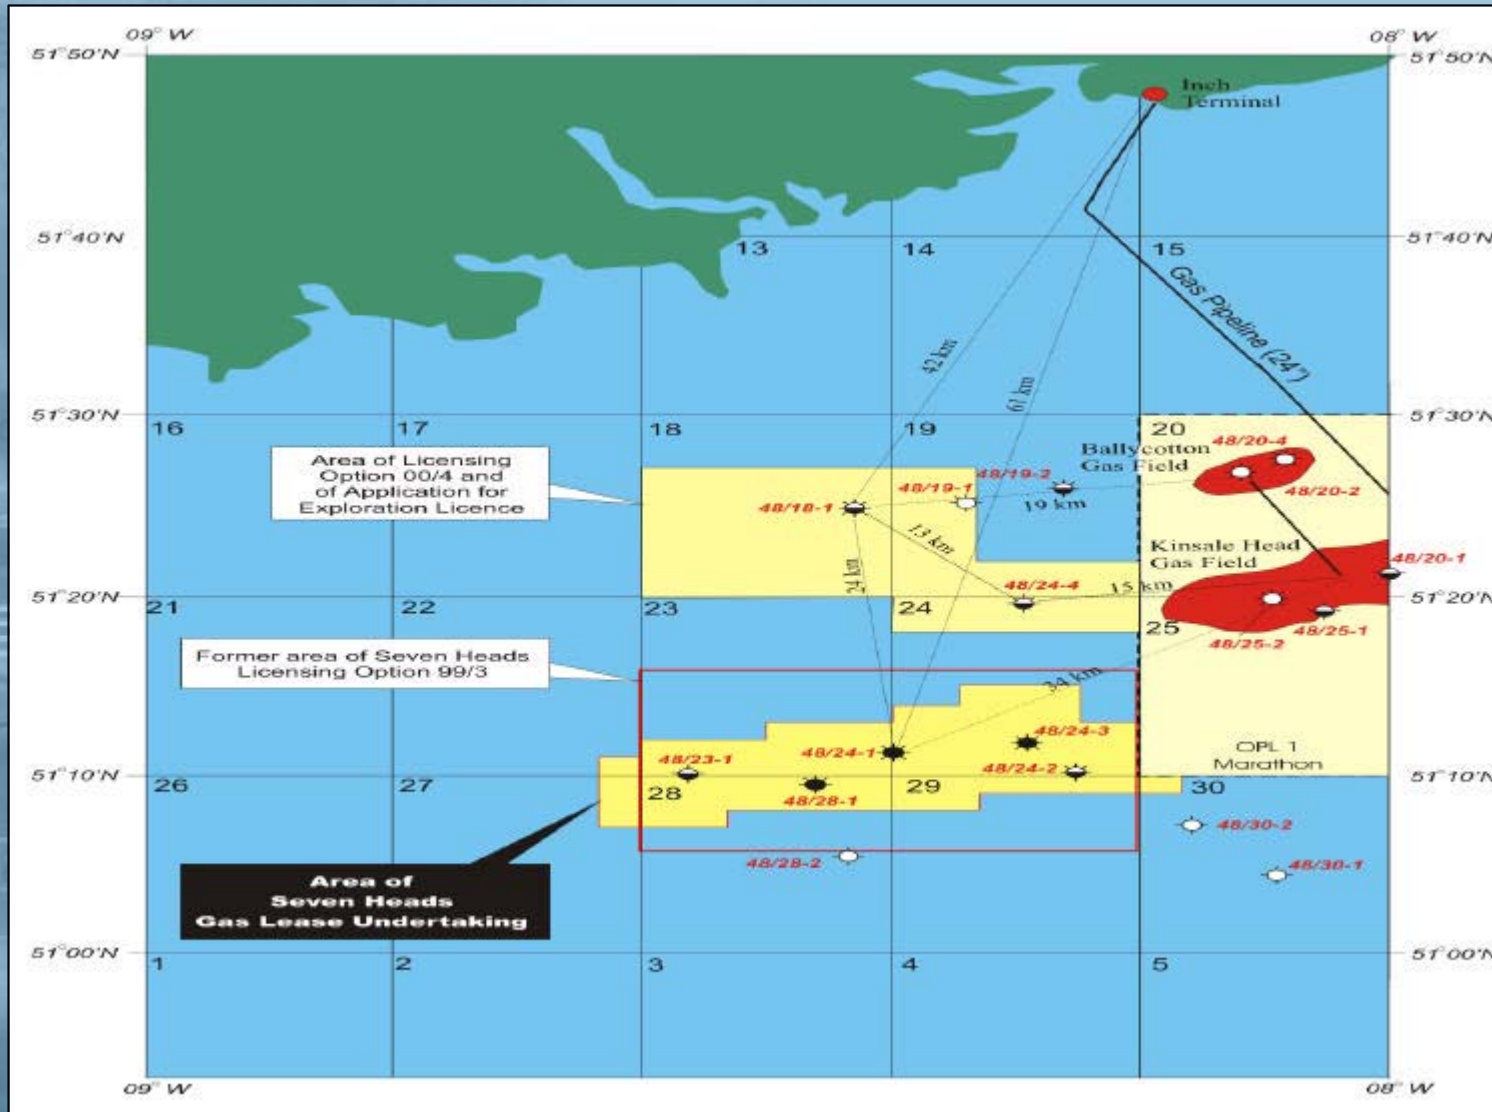 09° W
08° W
51°50'N
51°50'N
Inch
Terminal
51°40'N
13
14
15
51°40'N
Gas Pipeline (24")
42 km
61 km
51°30'N
51°30'N
16
17
18
19
20
Area of Licensing
Option 00/4 and
of Application for
Exploration Licence
Ballycotton
Gas Field
48/20-4
48/20-2
48/19-2
48/19-1
48/18-1
19 km
13 km
24 km
Kinsale Head
Gas Field
48/20-1
48/24-4
15 km
51°20'N
51°20'N
21
22
23
24
25
48/25-1
48/25-2
Former area of Seven Heads
Licensing Option 99/3
34 km
48/24-3
48/24-1
48/23-1
48/24-2
OPL 1
Marathon
51°10'N
51°10'N
26
27
28
29
30
48/28-1
48/30-2
48/28-2
48/30-1
Area of
Seven Heads
Gas Lease Undertaking
51°00'N
51°00'N
1
2
3
4
5
09° W
08° W